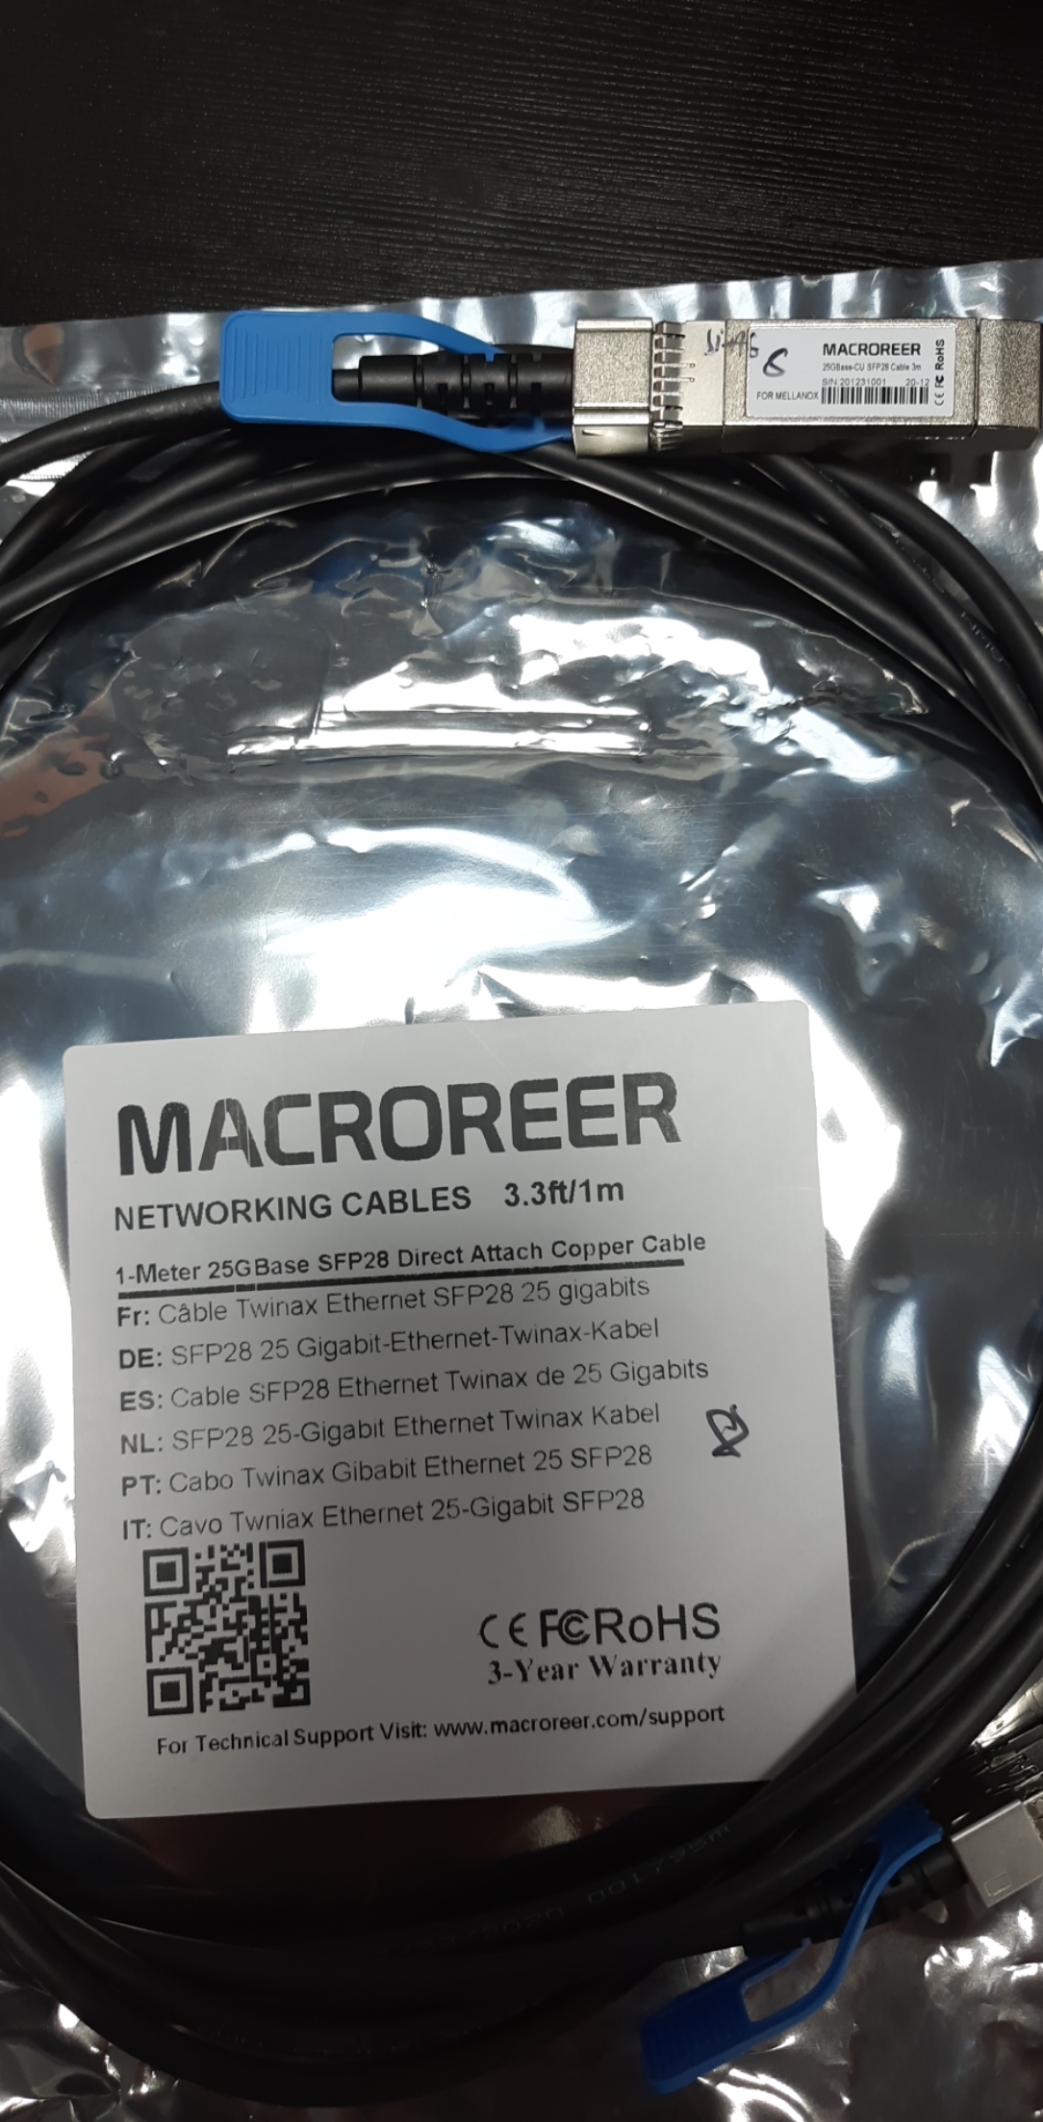 MACROREER
25GBase-CU SFP28 Cable 3m
S/N 201231001 20-12
FOR MELLANOX
CE FC RoHS
6
MACROREER
NETWORKING CABLES 3.3ft/1m
1-Meter 25GBase SFP28 Direct Attach Copper Cable
Fr: Câble Twinax Ethernet SFP28 25 gigabits
DE: SFP28 25 Gigabit-Ethernet-Twinax-Kabel
ES: Cable SFP28 Ethernet Twinax de 25 Gigabits
NL: SFP28 25-Gigabit Ethernet Twinax Kabel
PT: Cabo Twinax Gibabit Ethernet 25 SFP28
IT: Cavo Twniax Ethernet 25-Gigabit SFP28
CE FC RoHS
3-Year Warranty
For Technical Support Visit: www.macroreer.com/support